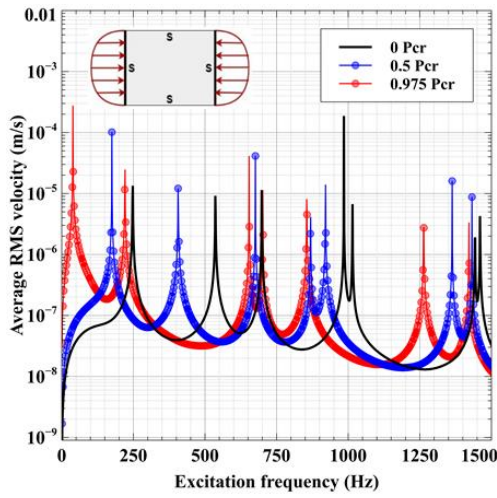 0.01
10⁻³
10⁻⁴
10⁻⁵
10⁻⁶
10⁻⁷
10⁻⁸
10⁻⁹
Average RMS velocity (m/s)
S
S
S
S
0 Pcr
0.5 Pcr
0.975 Pcr
0 250 500 750 1000 1250 1500
Excitation frequency (Hz)